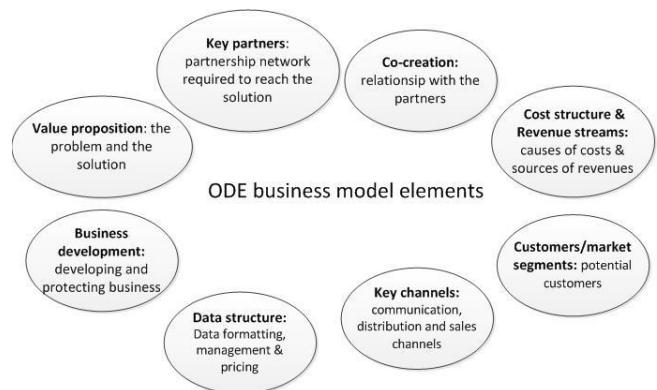 Key partners:
partnership network
required to reach the
solution
Co-creation:
relationsip with the
partners
Cost structure &
Revenue streams:
causes of costs &
sources of revenues
Value proposition: the
problem and the
solution
ODE business model elements
Business
development:
developing and
protecting business
Customers/market
segments: potential
customers
Key channels:
communication,
distribution and sales
channels
Data structure:
Data formatting,
management &
pricing